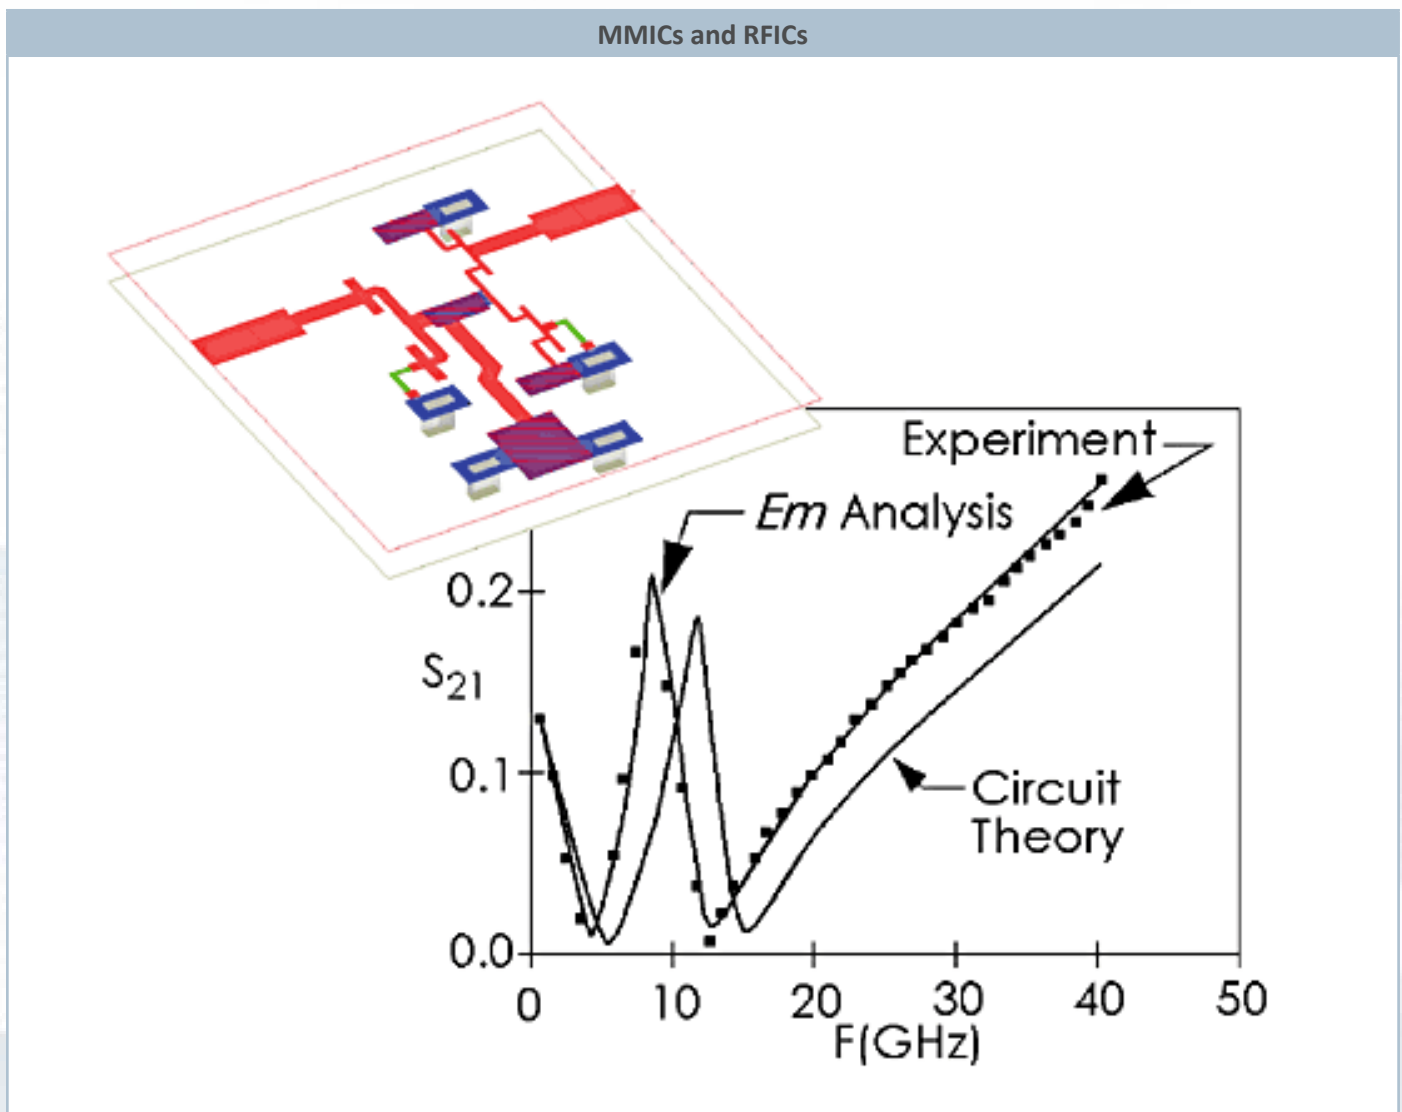 MMICs and RFICs
Experiment
Em Analysis
0.2
S21
0.1
Circuit
Theory
0.0
0 10 20 30 40 50
F(GHz)